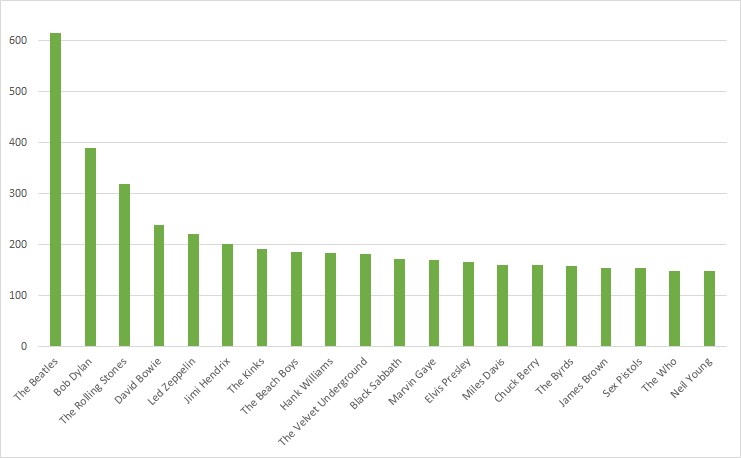 600
500
400
300
200
100
0
The Beatles
Bob Dylan
The Rolling Stones
David Bowie
Led Zeppelin
Jimi Hendrix
The Kinks
The Beach Boys
Hank Williams
The Velvet Underground
Black Sabbath
Marvin Gaye
Elvis Presley
Miles Davis
Chuck Berry
The Byrds
James Brown
Sex Pistols
The Who
Neil Young